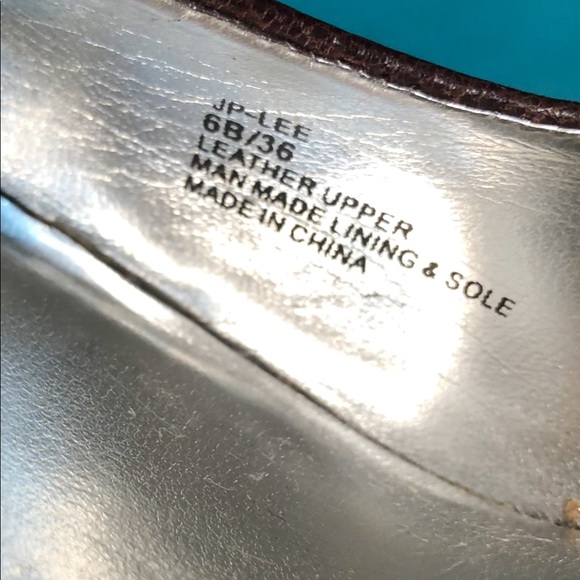 JP-LEE
6B/36
LEATHER UPPER
MAN MADE LINING & SOLE
MADE IN CHINA